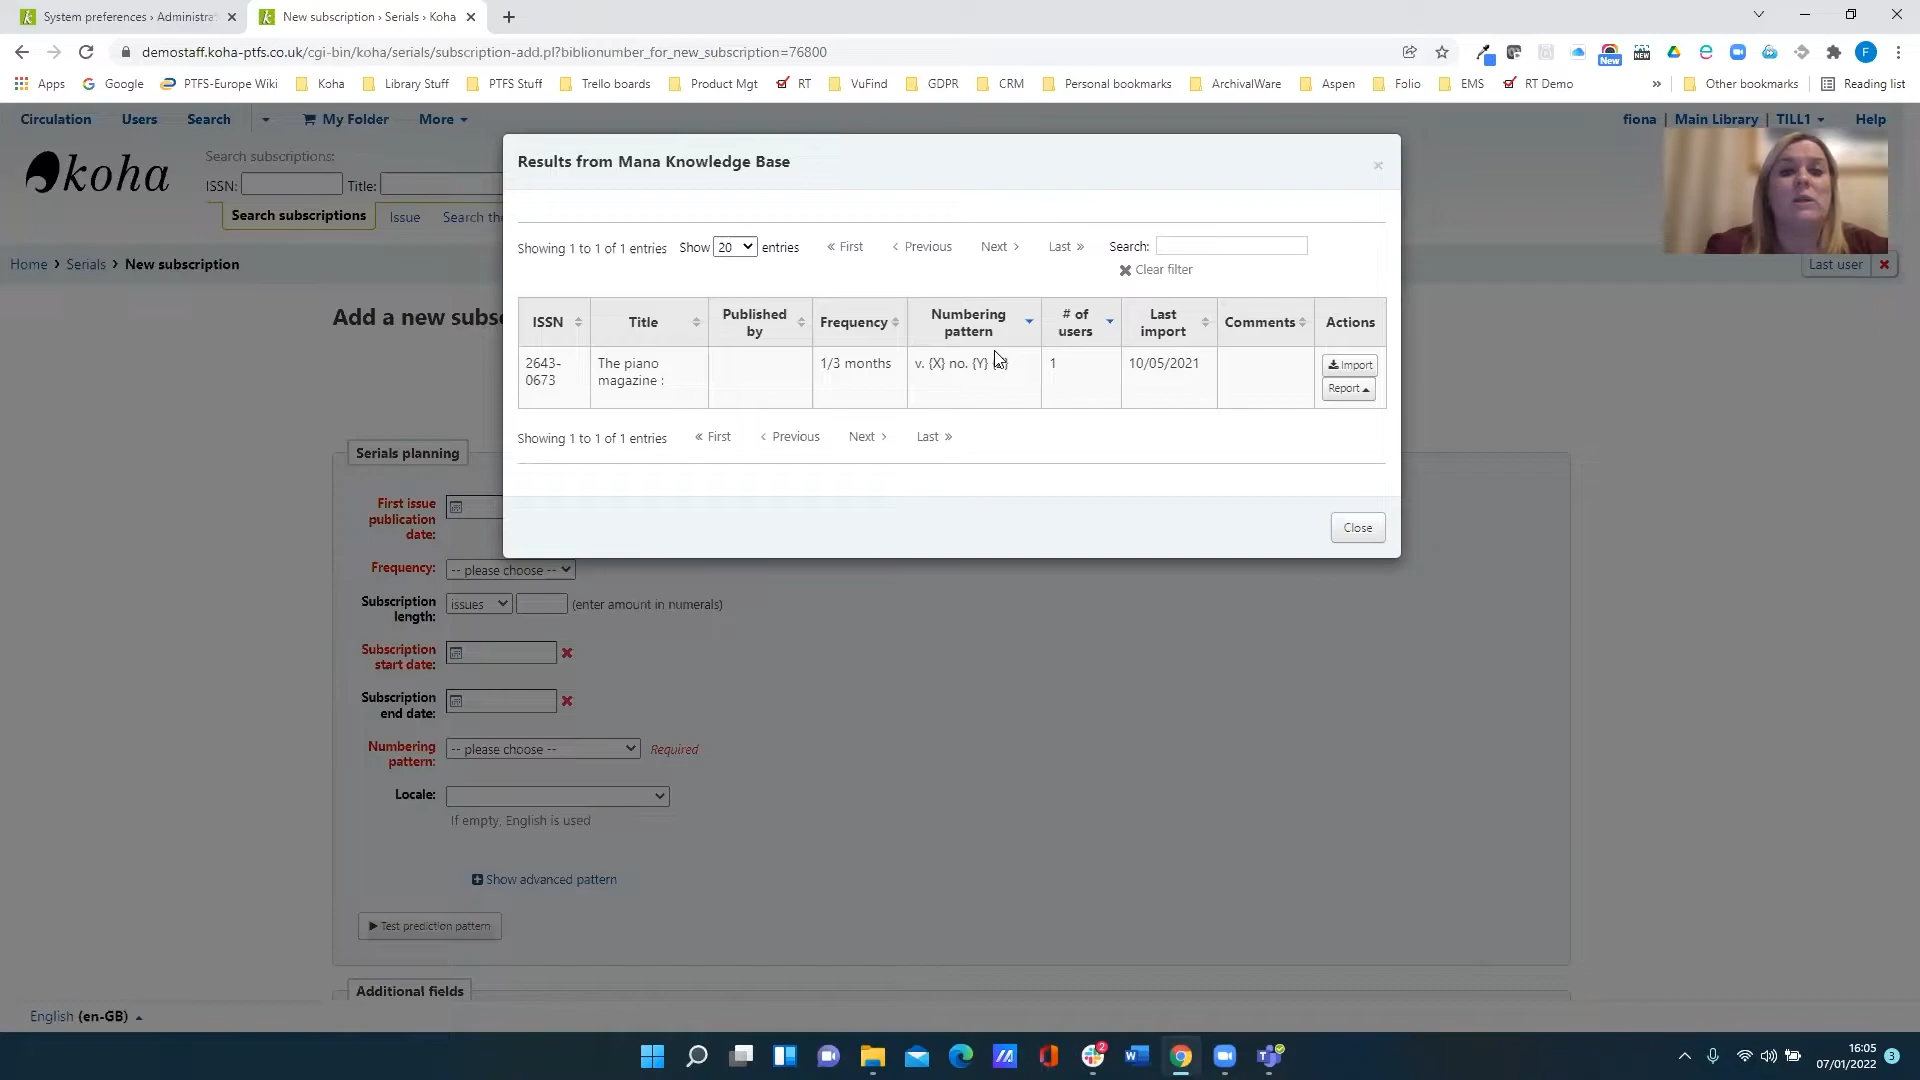 System preferences › Administra
New subscription › Serials › Koha
demostaff.koha-ptfs.co.uk/cgi-bin/koha/serials/subscription-add.pl?biblionumber_for_new_subscription=76800
New
NEW
F
Apps
Google
PTFS-Europe Wiki
Koha
Library Stuff
PTFS Stuff
Trello boards
Product Mgt
RT
VuFind
GDPR
CRM
Personal bookmarks
ArchivalWare
Aspen
Folio
EMS
RT Demo
»
Other bookmarks
Reading list
Circulation
Users
Search
My Folder
More
fiona | Main Library | TILL1
Help
koha
Search subscriptions:
ISSN:
Title:
Search subscriptions
Issue
Search the
Home › Serials › New subscription
Last user
Add a new subs
Results from Mana Knowledge Base
×
Showing 1 to 1 of 1 entries
Show 20 entries
« First
‹ Previous
Next ›
Last »
Search:
Clear filter
ISSN
Title
Published by
Frequency
Numbering pattern
# of users
Last import
Comments
Actions
2643-0673
The piano magazine :
1/3 months
v. {X} no. {Y}
1
10/05/2021
Import
Report
Showing 1 to 1 of 1 entries
« First
‹ Previous
Next ›
Last »
Close
Serials planning
First issue publication date:
Frequency:
-- please choose --
Subscription length:
issues
(enter amount in numerals)
Subscription start date:
Subscription end date:
Numbering pattern:
-- please choose --
Required
Locale:
If empty, English is used
Show advanced pattern
Test prediction pattern
Additional fields
English (en-GB)
2
16:05
07/01/2022
3